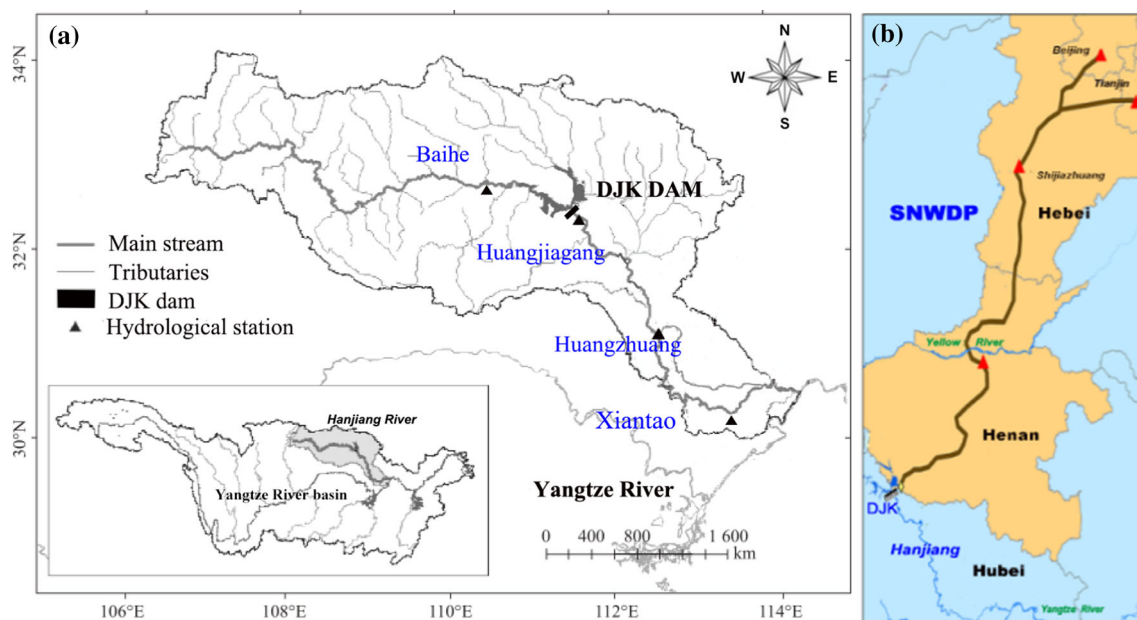 (a)
N
W E
S
34°N
32°N
30°N
Baihe
DJK DAM
Huangjiagang
Huangzhuang
Xiantao
Yangtze River
Main stream
Tributaries
DJK dam
Hydrological station
Hanjiang River
Yangtze River basin
0 400 800 1 200 1 600
km
106°E 108°E 110°E 112°E 114°E
(b)
Beijing
Tianjin
Shijiazhuang
SNWDP
Hebei
Yellow River
Henan
DJK
Hanjiang
Hubei
Yangtze River